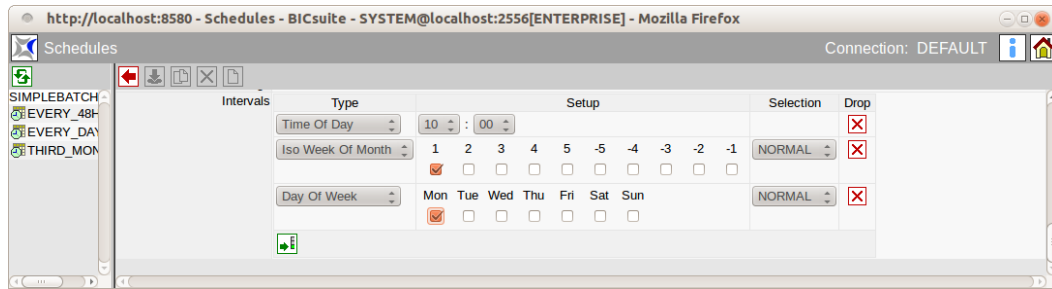 http://localhost:8580 - Schedules - BICsuite - SYSTEM@localhost:2556[ENTERPRISE] - Mozilla Firefox
Schedules Connection: DEFAULT
SIMPLEBATCH
EVERY_48H
EVERY_DAY
THIRD_MON
Intervals Type Setup Selection Drop
Time Of Day 10 : 00
Iso Week Of Month 1 2 3 4 5 -5 -4 -3 -2 -1 NORMAL
Day Of Week Mon Tue Wed Thu Fri Sat Sun NORMAL